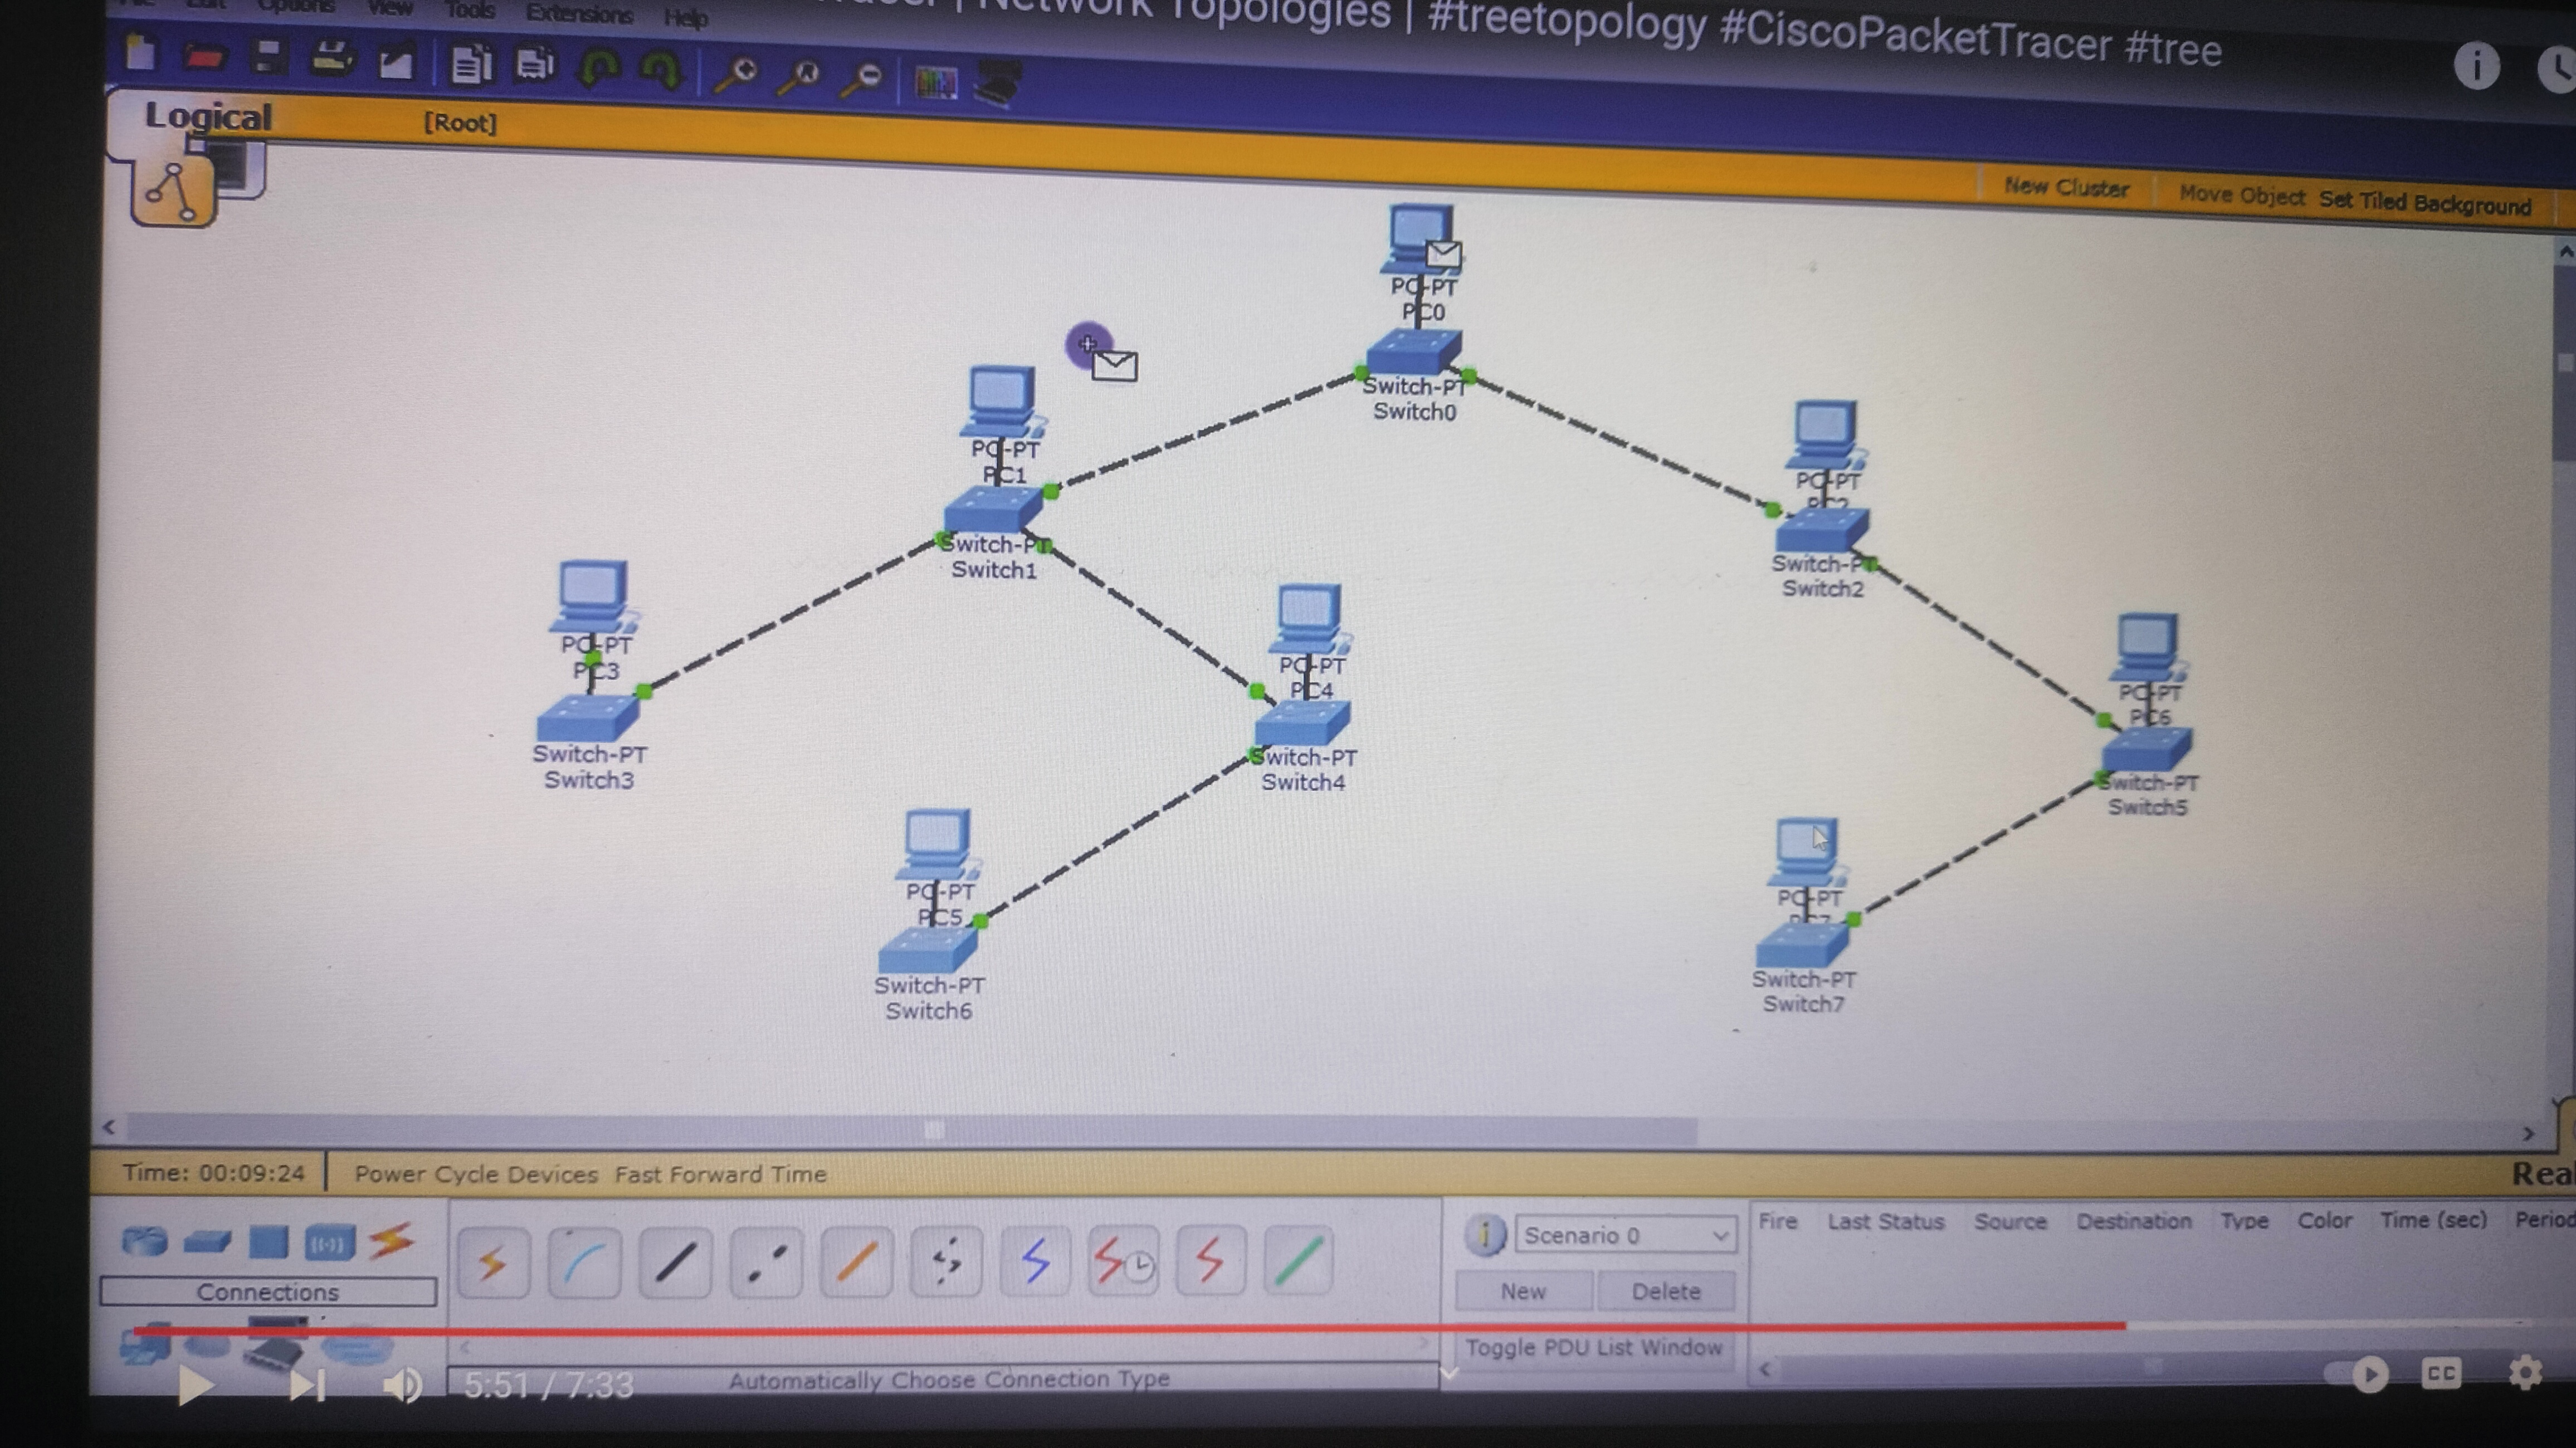 Options View Tools Extensions Help
| Network Topologies | #treetopology #CiscoPacketTracer #tree
Logical
[Root]
New Cluster
Move Object
Set Tiled Background
PC-PT
PC0
Switch-PT
Switch0
PC-PT
PC1
Switch-PT
Switch1
PC-PT
PC2
Switch-PT
Switch2
PC-PT
PC3
Switch-PT
Switch3
PC-PT
PC4
Switch-PT
Switch4
PC-PT
PC6
Switch-PT
Switch5
PC-PT
PC5
Switch-PT
Switch6
PC-PT
PC7
Switch-PT
Switch7
Time: 00:09:24
Power Cycle Devices Fast Forward Time
Connections
Scenario 0
New
Delete
Toggle PDU List Window
Fire Last Status Source Destination Type Color Time (sec)
5:51 / 7:33
Automatically Choose Connection Type
CC